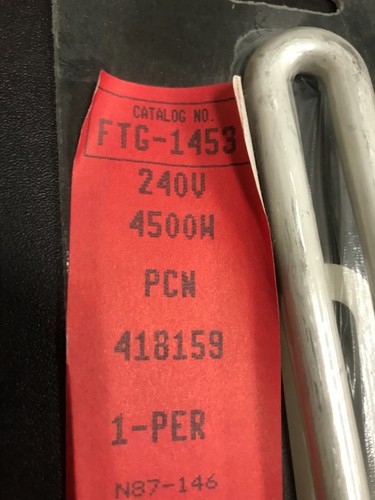 CATALOG NO.
FTG-1453
240V
4500W
PCN
418159
1-PER
N87-146